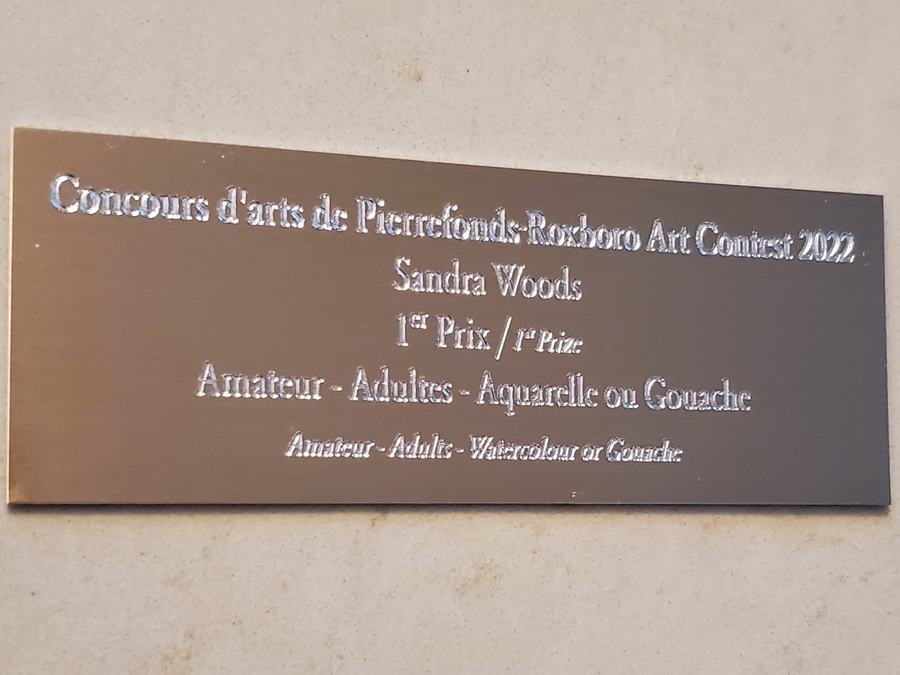 Concours d'arts de Pierrefonds-Roxboro Art Contest 2022
Sandra Woods
1er Prix / 1st Prize
Amateur - Adultes - Aquarelle ou Gouache
Amateur - Adults - Watercolour or Gouache